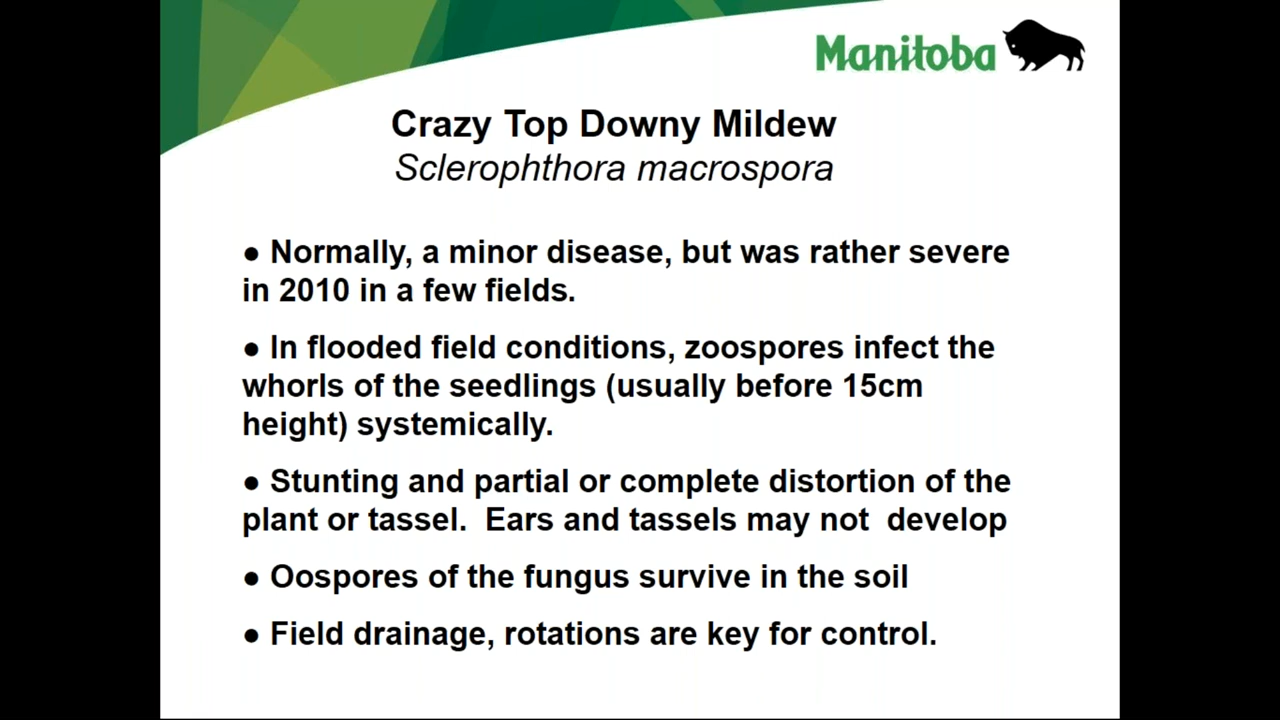 Manitoba
Crazy Top Downy Mildew
Sclerophthora macrospora
● Normally, a minor disease, but was rather severe
in 2010 in a few fields.
● In flooded field conditions, zoospores infect the
whorls of the seedlings (usually before 15cm
height) systemically.
● Stunting and partial or complete distortion of the
plant or tassel.  Ears and tassels may not  develop
● Oospores of the fungus survive in the soil
● Field drainage, rotations are key for control.